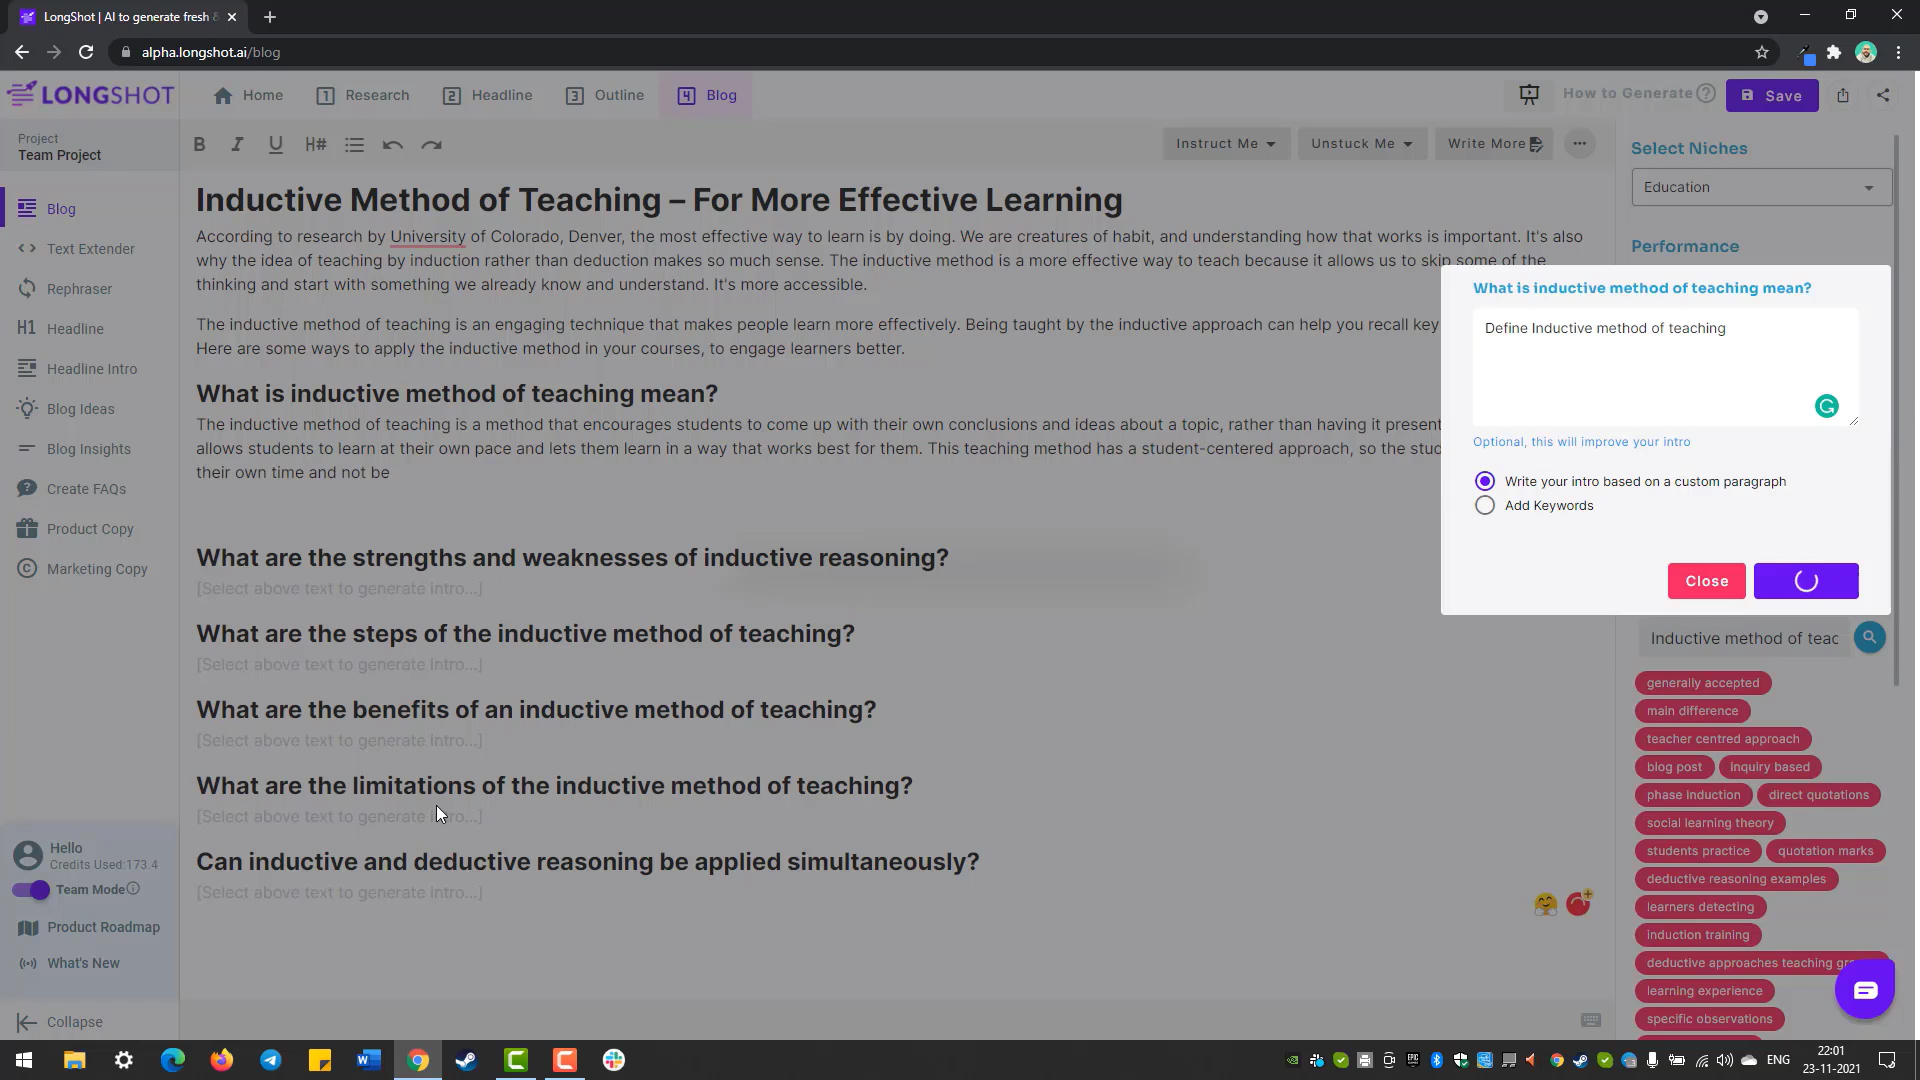 LongShot | AI to generate fresh &
alpha.longshot.ai/blog
LONGSHOT
Home
1 Research
2 Headline
3 Outline
4 Blog
How to Generate
Save
Project
Team Project
B I U H#
Instruct Me
Unstuck Me
Write More
Blog
Text Extender
Rephraser
H1 Headline
Headline Intro
Blog Ideas
Blog Insights
Create FAQs
Product Copy
Marketing Copy
Hello
Credits Used:173.4
Team Mode
Product Roadmap
What's New
Collapse
Inductive Method of Teaching – For More Effective Learning
According to research by University of Colorado, Denver, the most effective way to learn is by doing. We are creatures of habit, and understanding how that works is important. It's also
why the idea of teaching by induction rather than deduction makes so much sense. The inductive method is a more effective way to teach because it allows us to skip some of the
thinking and start with something we already know and understand. It's more accessible.
The inductive method of teaching is an engaging technique that makes people learn more effectively. Being taught by the inductive approach can help you recall key
Here are some ways to apply the inductive method in your courses, to engage learners better.
What is inductive method of teaching mean?
The inductive method of teaching is a method that encourages students to come up with their own conclusions and ideas about a topic, rather than having it present
allows students to learn at their own pace and lets them learn in a way that works best for them. This teaching method has a student-centered approach, so the stud
their own time and not be
What are the strengths and weaknesses of inductive reasoning?
[Select above text to generate intro...]
What are the steps of the inductive method of teaching?
[Select above text to generate intro...]
What are the benefits of an inductive method of teaching?
[Select above text to generate intro...]
What are the limitations of the inductive method of teaching?
[Select above text to generate intro...]
Can inductive and deductive reasoning be applied simultaneously?
[Select above text to generate intro...]
Select Niches
Education
Performance
What is inductive method of teaching mean?
Define Inductive method of teaching
Optional, this will improve your intro
Write your intro based on a custom paragraph
Add Keywords
Close
Inductive method of teac
generally accepted
main difference
teacher centred approach
blog post
inquiry based
phase induction
direct quotations
social learning theory
students practice
quotation marks
deductive reasoning examples
learners detecting
induction training
deductive approaches teaching gr
learning experience
specific observations
ENG
22:01
23-11-2021